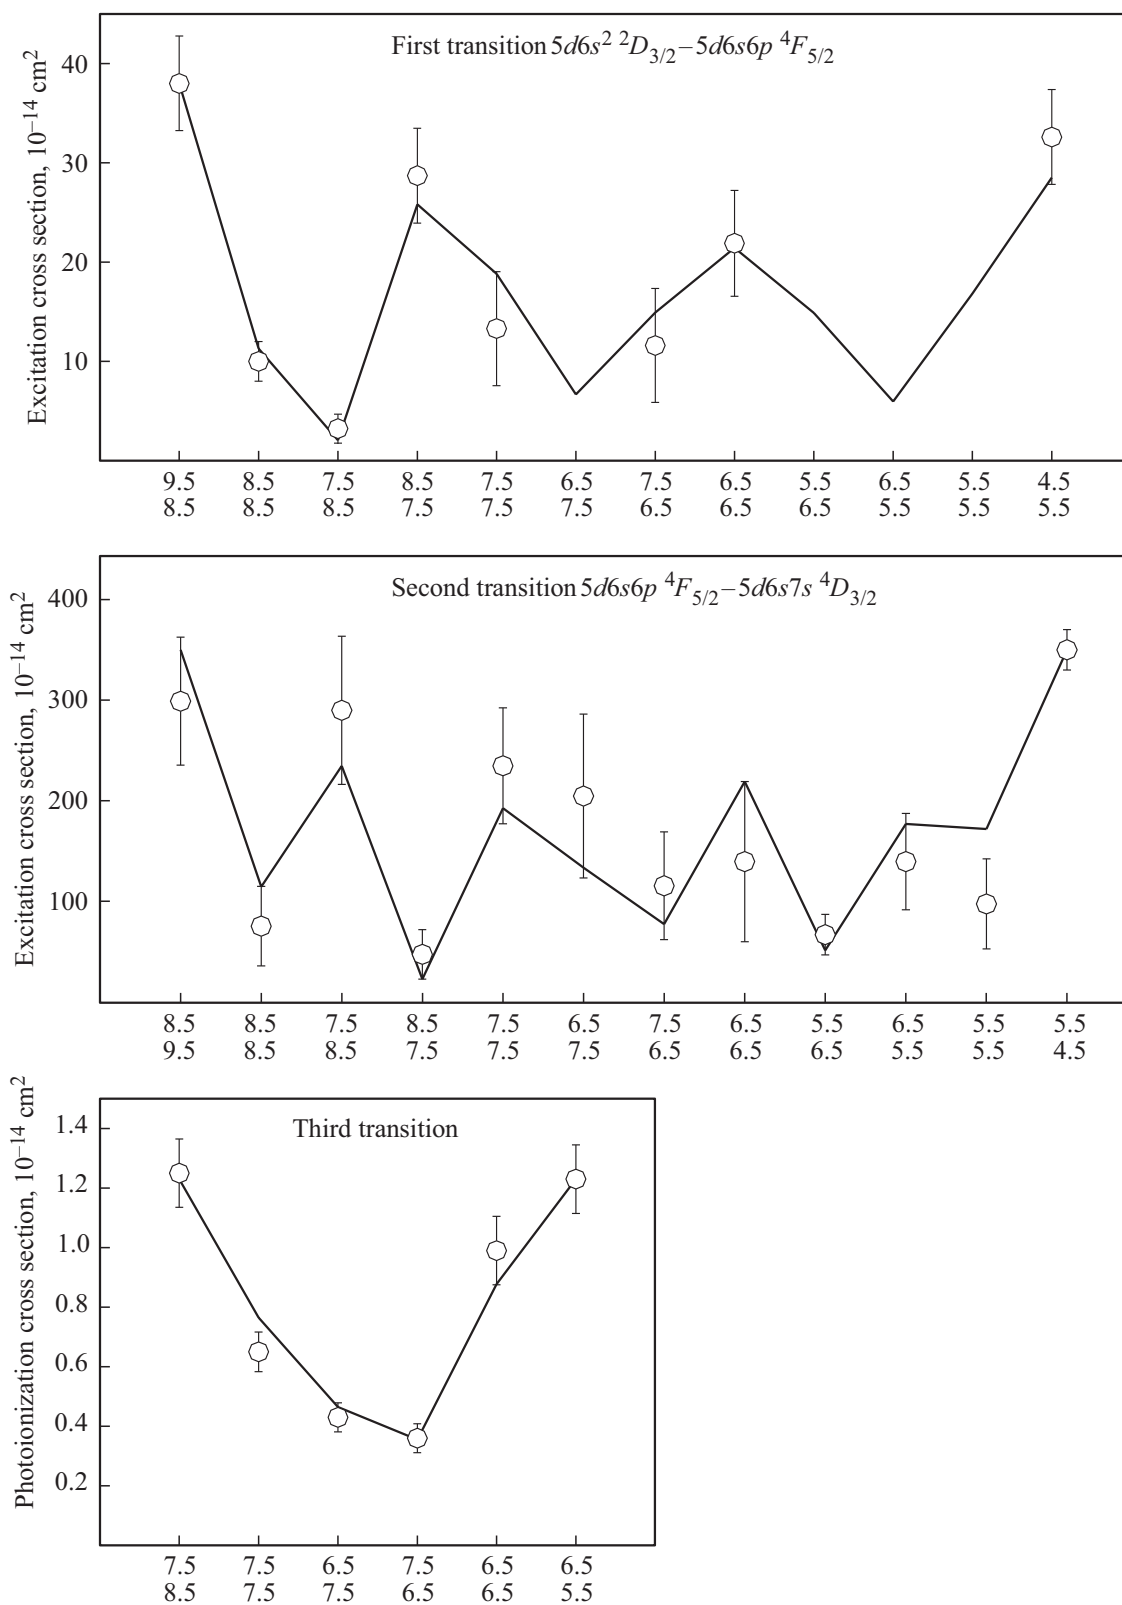 First transition 5d6s² ²D₃/₂–5d6s6p ⁴F₅/₂
Excitation cross section, 10⁻¹⁴ cm²
40
30
20
10
9.5 8.5 7.5 8.5 7.5 6.5 7.5 6.5 5.5 6.5 5.5 4.5
8.5 8.5 8.5 7.5 7.5 7.5 6.5 6.5 6.5 5.5 5.5 5.5
Second transition 5d6s6p ⁴F₅/₂–5d6s7s ⁴D₃/₂
Excitation cross section, 10⁻¹⁴ cm²
400
300
200
100
8.5 8.5 7.5 8.5 7.5 6.5 7.5 6.5 5.5 6.5 5.5 5.5
9.5 8.5 8.5 7.5 7.5 7.5 6.5 6.5 6.5 5.5 5.5 4.5
Third transition
Photoionization cross section, 10⁻¹⁴ cm²
1.4
1.2
1.0
0.8
0.6
0.4
0.2
7.5 7.5 6.5 7.5 6.5 6.5
8.5 7.5 7.5 6.5 6.5 5.5